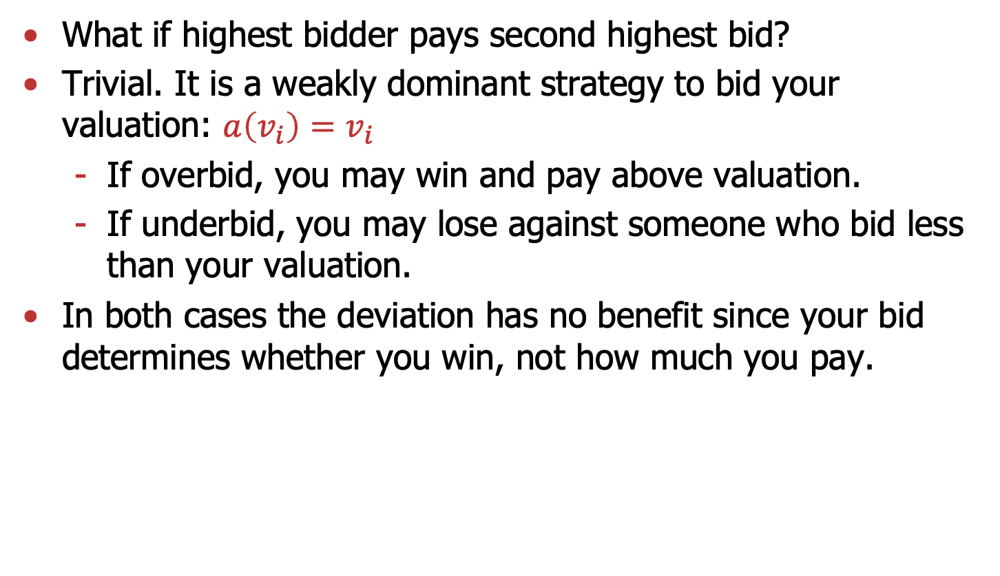 • What if highest bidder pays second highest bid?
• Trivial. It is a weakly dominant strategy to bid your
valuation: a(vᵢ) = vᵢ
- If overbid, you may win and pay above valuation.
- If underbid, you may lose against someone who bid less
than your valuation.
• In both cases the deviation has no benefit since your bid
determines whether you win, not how much you pay.